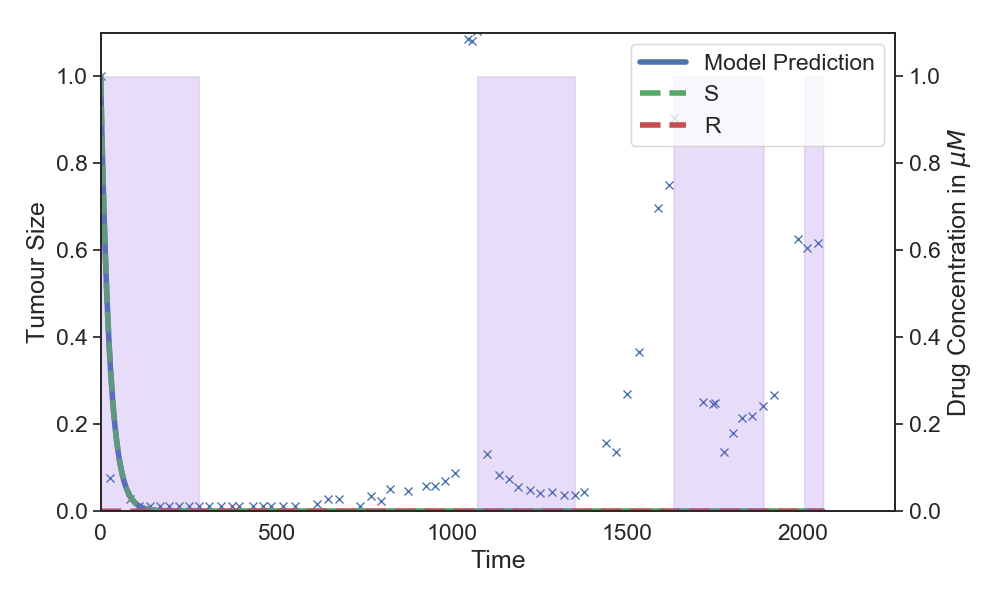 Model Prediction
S
R
1.0
0.8
0.6
0.4
0.2
0.0
Tumour Size
1.0
0.8
0.6
0.4
0.2
0.0
Drug Concentration in μM
0
500
1000
1500
2000
Time